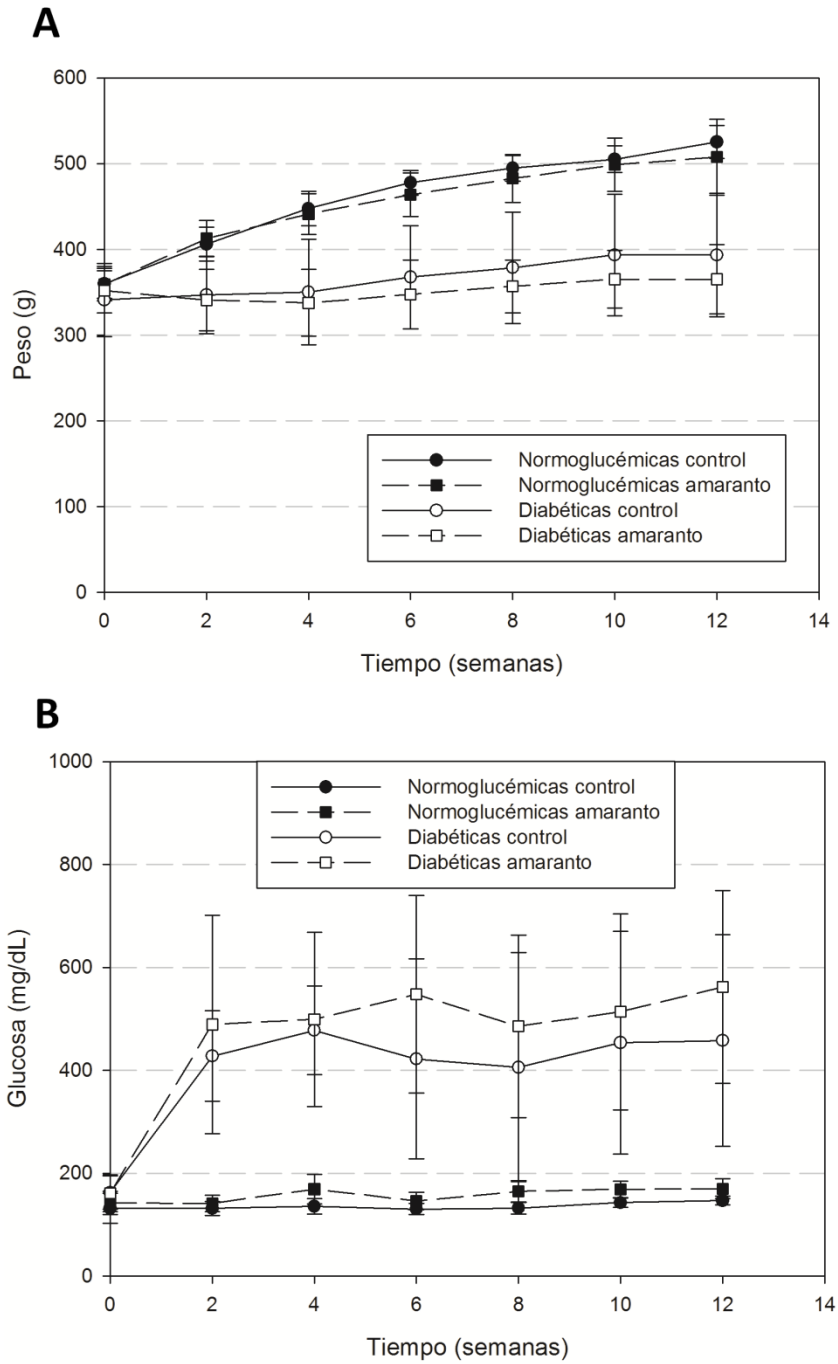 A
600
500
400
300
200
100
0
Peso (g)
Normoglucémicas control
Normoglucémicas amaranto
Diabéticas control
Diabéticas amaranto
0 2 4 6 8 10 12 14
Tiempo (semanas)
B
1000
800
600
400
200
0
Glucosa (mg/dL)
Normoglucémicas control
Normoglucémicas amaranto
Diabéticas control
Diabéticas amaranto
0 2 4 6 8 10 12 14
Tiempo (semanas)